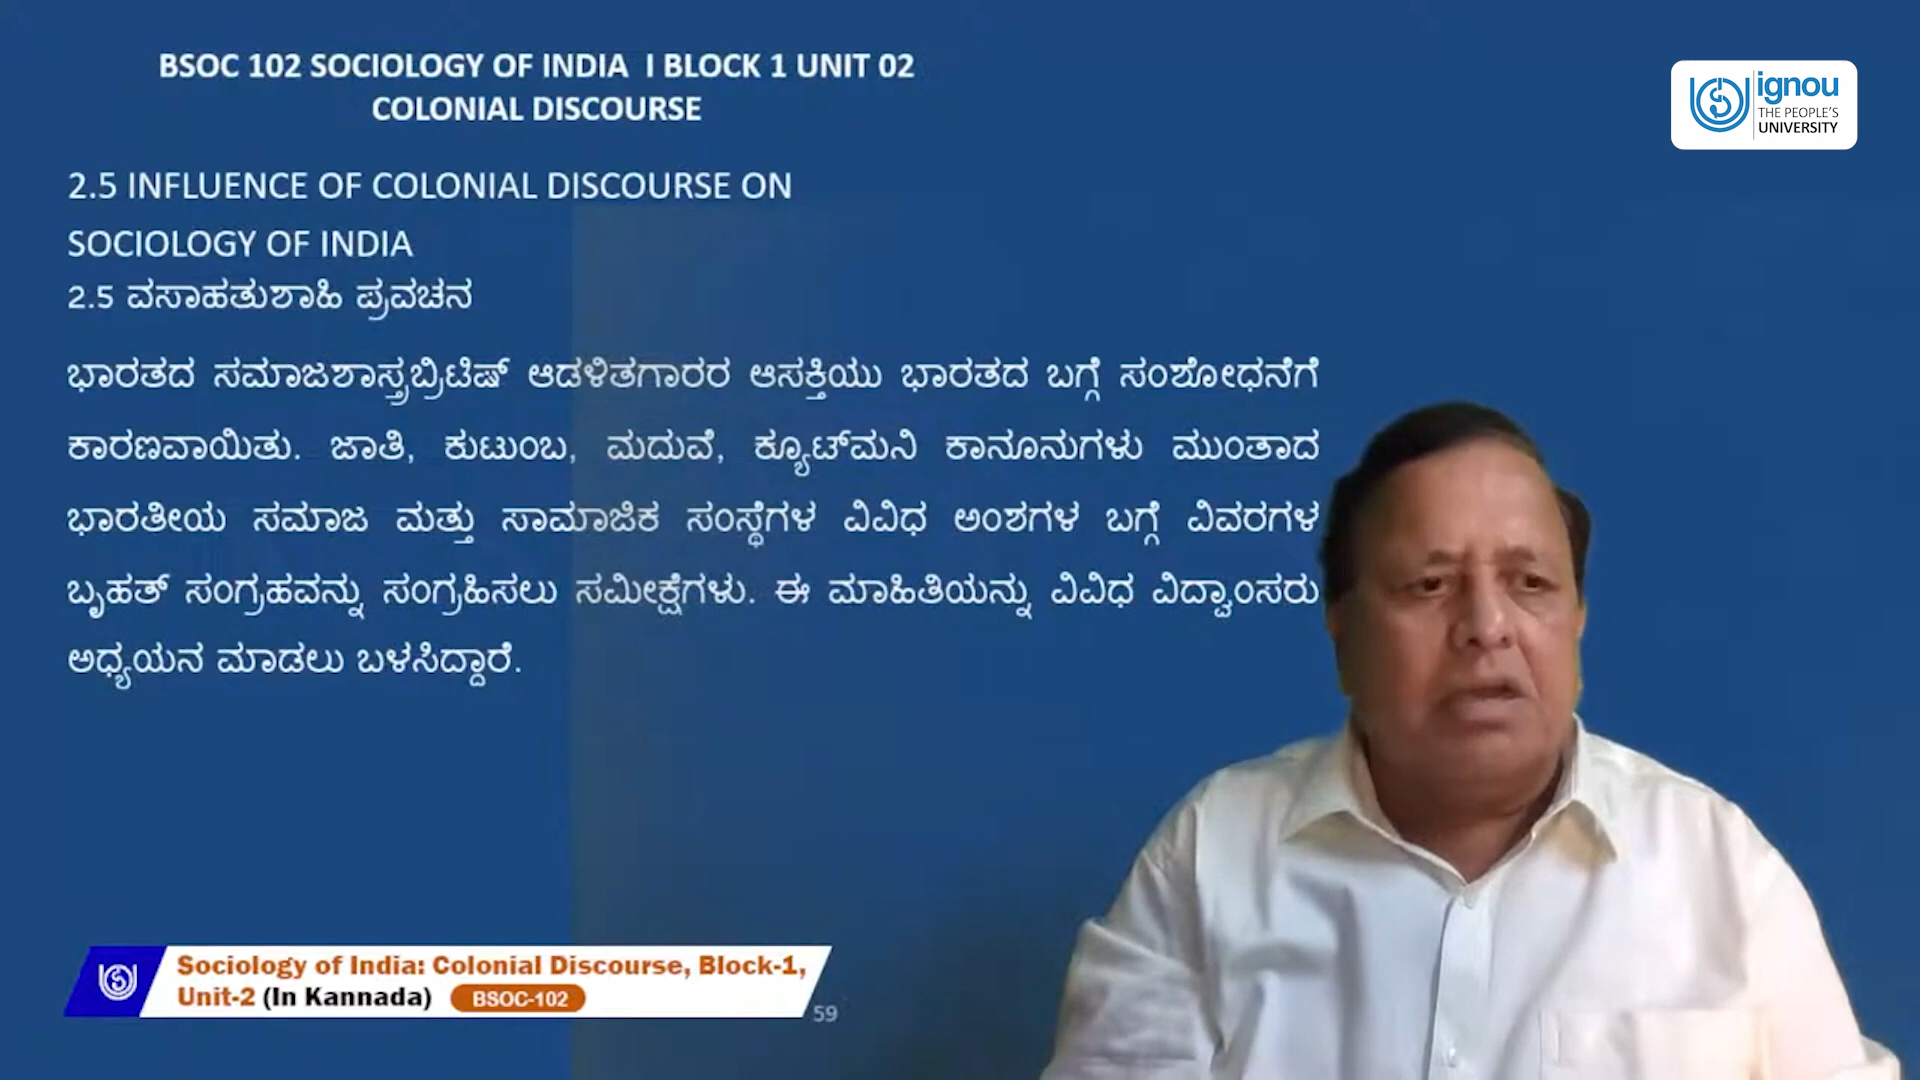 BSOC 102 SOCIOLOGY OF INDIA I BLOCK 1 UNIT 02
COLONIAL DISCOURSE
ignou
THE PEOPLE'S
UNIVERSITY
2.5 INFLUENCE OF COLONIAL DISCOURSE ON
SOCIOLOGY OF INDIA
2.5 ವಸಾಹತುಶಾಹಿ ಪ್ರವಚನ
ಭಾರತದ ಸಮಾಜಶಾಸ್ತ್ರಬ್ರಿಟಿಷ್ ಆಡಳಿತಗಾರರ ಆಸಕ್ತಿಯು ಭಾರತದ ಬಗ್ಗೆ ಸಂಶೋಧನೆಗೆ
ಕಾರಣವಾಯಿತು. ಜಾತಿ, ಕುಟುಂಬ, ಮದುವೆ, ಕ್ಯೂಟ್‌ಮನಿ ಕಾನೂನುಗಳು ಮುಂತಾದ
ಭಾರತೀಯ ಸಮಾಜ ಮತ್ತು ಸಾಮಾಜಿಕ ಸಂಸ್ಥೆಗಳ ವಿವಿಧ ಅಂಶಗಳ ಬಗ್ಗೆ ವಿವರಗಳ
ಬೃಹತ್ ಸಂಗ್ರಹವನ್ನು ಸಂಗ್ರಹಿಸಲು ಸಮೀಕ್ಷೆಗಳು. ಈ ಮಾಹಿತಿಯನ್ನು ವಿವಿಧ ವಿದ್ವಾಂಸರು
ಅಧ್ಯಯನ ಮಾಡಲು ಬಳಸಿದ್ದಾರೆ.
Sociology of India: Colonial Discourse, Block-1,
Unit-2 (In Kannada) BSOC-102
59